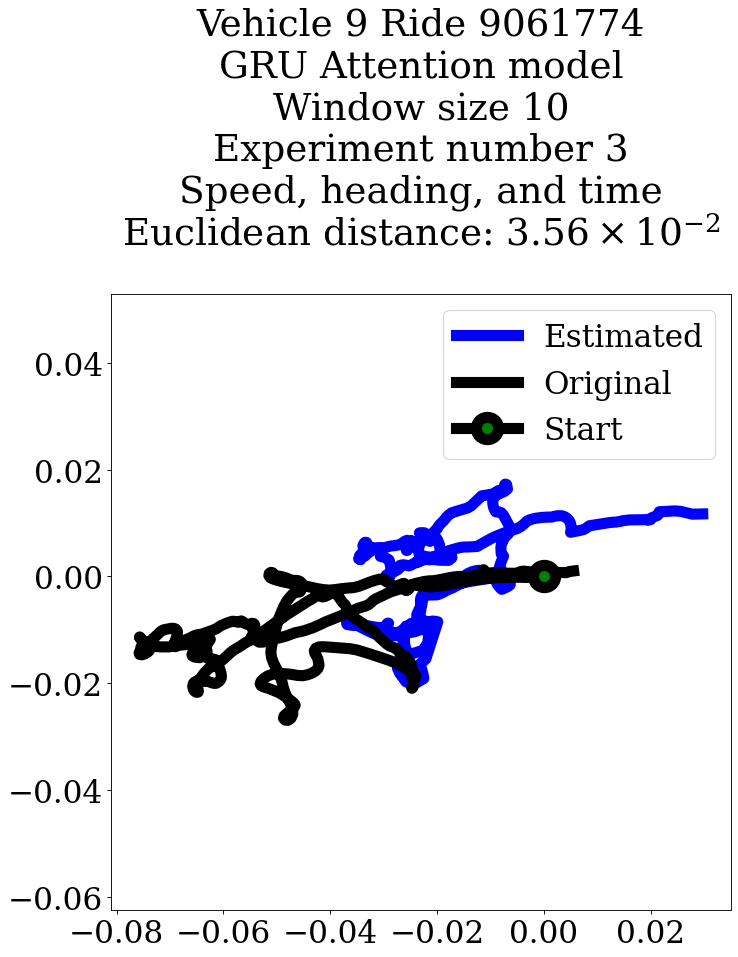 Vehicle 9 Ride 9061774
GRU Attention model
Window size 10
Experiment number 3
Speed, heading, and time
Euclidean distance: 3.56 × 10⁻²
Estimated
Original
Start
0.04
0.02
0.00
−0.02
−0.04
−0.06
−0.08 −0.06 −0.04 −0.02 0.00 0.02